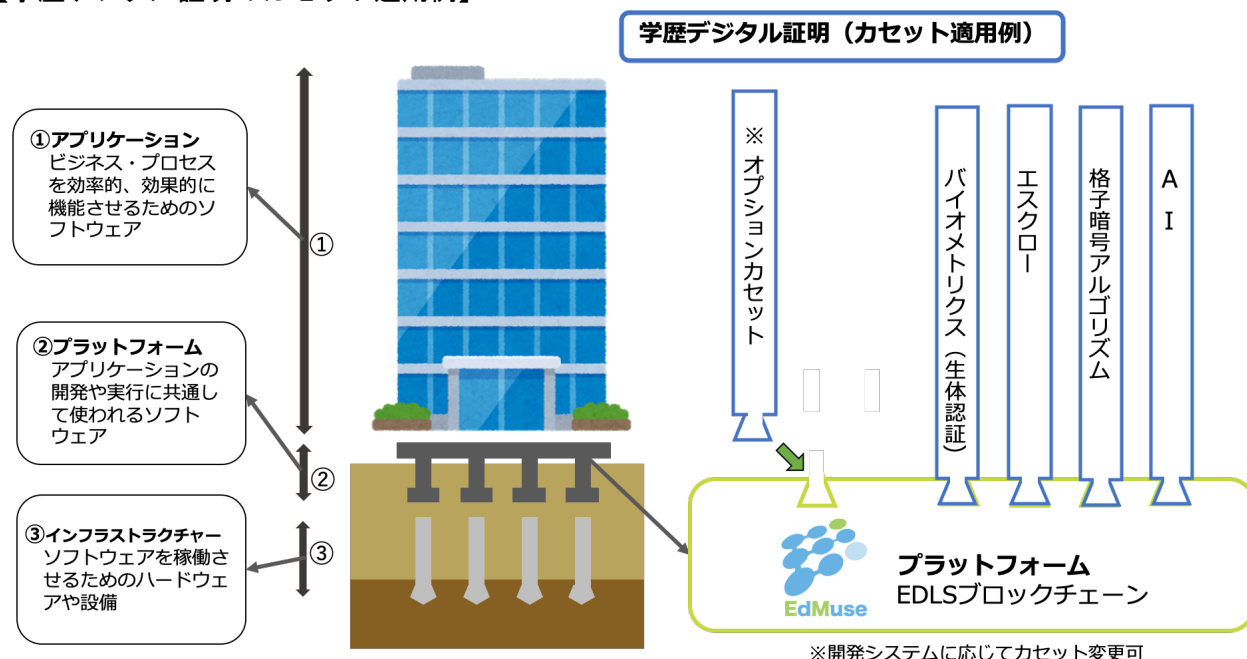 学歴デジタル証明（カセット適用例）
①アプリケーション
ビジネス・プロセス
を効率的、効果的に
機能させるためのソ
フトウェア
①
②プラットフォーム
アプリケーションの
開発や実行に共通し
て使われるソフト
ウェア
②
③インフラストラクチャー
ソフトウェアを稼働さ
せるためのハードウェ
アや設備
③
※オプションカセット
バイオメトリクス（生体認証）
エスクロー
格子暗号アルゴリズム
AI
EdMuse
プラットフォーム
EDLSブロックチェーン
※開発システムに応じてカセット変更可